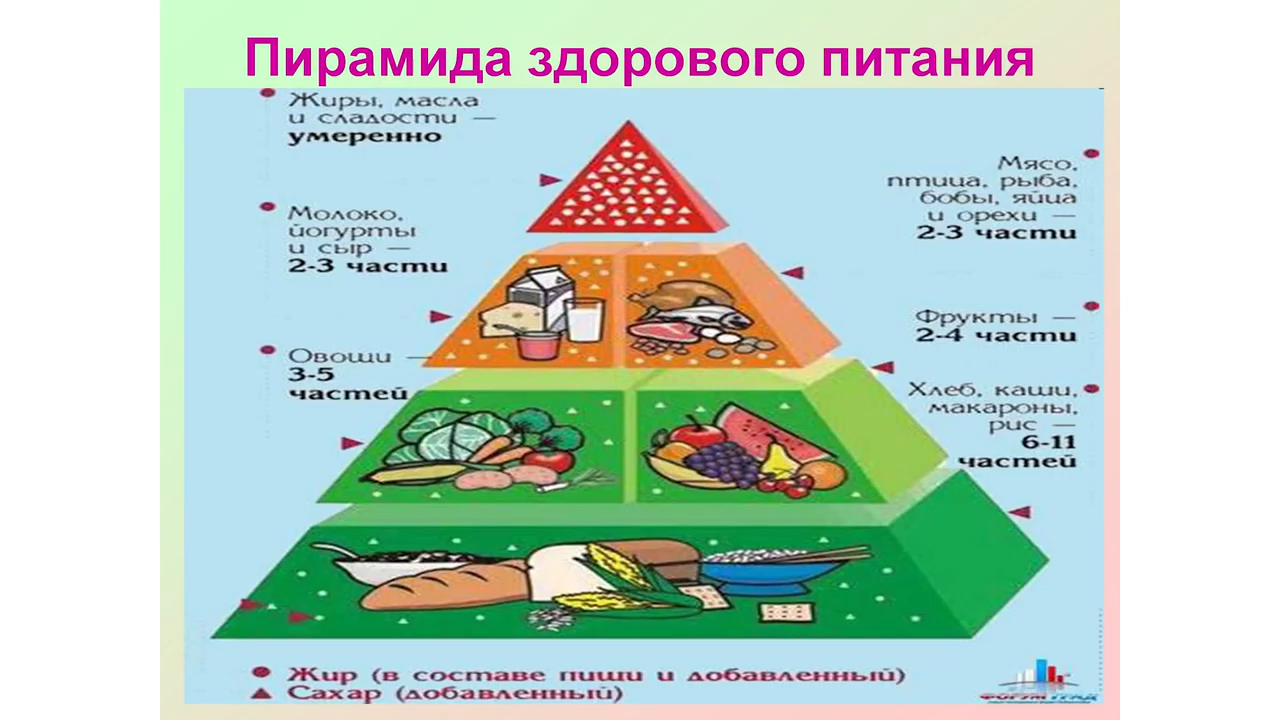 Пирамида здорового питания
Жиры, масла
и сладости —
умеренно
Мясо,
птица, рыба,
бобы, яйца
и орехи —
2-3 части
Молоко,
йогурты
и сыр —
2-3 части
Фрукты —
2-4 части
Овощи —
3-5
частей
Хлеб, каши,
макароны,
рис —
6-11
частей
Жир (в составе пищи и добавленный)
Сахар (добавленный)
ФОРУМ ГРАД